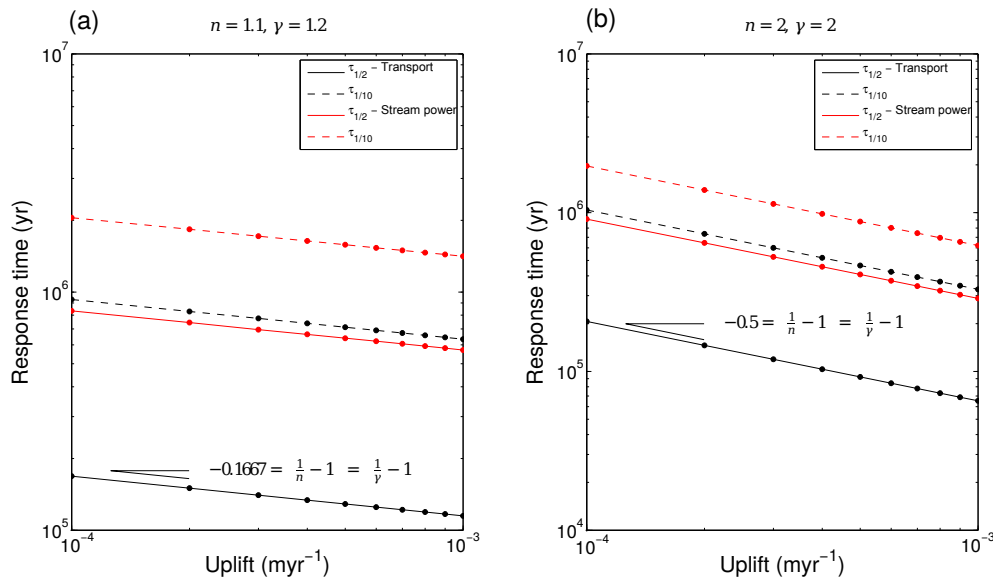 (a)
n = 1.1, γ = 1.2
10⁷
τ1/2 − Transport
τ1/10
τ1/2 − Stream power
τ1/10
Response time (yr)
10⁶
−0.1667 = 1/n − 1 = 1/γ − 1
10⁵
10⁻⁴
10⁻³
Uplift (myr⁻¹)
(b)
n = 2, γ = 2
10⁷
τ1/2 − Transport
τ1/10
τ1/2 − Stream power
τ1/10
Response time (yr)
10⁶
−0.5 = 1/n − 1 = 1/γ − 1
10⁵
10⁴
10⁻⁴
10⁻³
Uplift (myr⁻¹)